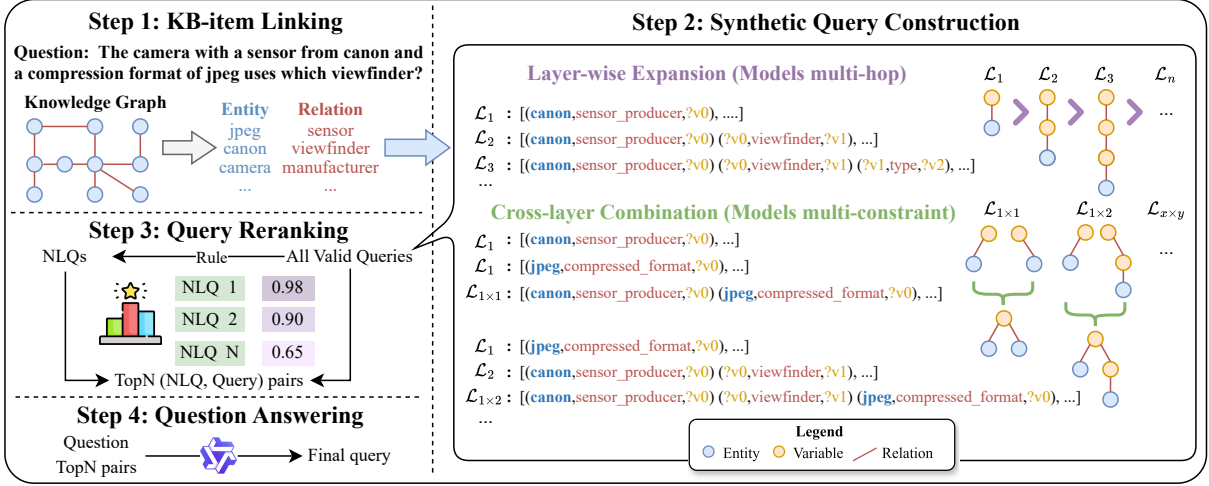 Step 1: KB-item Linking
Question: The camera with a sensor from canon and
a compression format of jpeg uses which viewfinder?
Knowledge Graph
Entity
jpeg
canon
camera
...
Relation
sensor
viewfinder
manufacturer
...
Step 2: Synthetic Query Construction
Layer-wise Expansion (Models multi-hop)
ℒ1 : [(canon,sensor_producer,?v0), ....]
ℒ2 : [(canon,sensor_producer,?v0) (?v0,viewfinder,?v1), ...]
ℒ3 : [(canon,sensor_producer,?v0) (?v0,viewfinder,?v1) (?v1,type,?v2), ...]
...
ℒ1 ℒ2 ℒ3 ℒn
...
Cross-layer Combination (Models multi-constraint)
ℒ1 : [(canon,sensor_producer,?v0), ...]
ℒ1 : [(jpeg,compressed_format,?v0), ...]
ℒ1×1 : [(canon,sensor_producer,?v0) (jpeg,compressed_format,?v0), ...]
ℒ1 : [(jpeg,compressed_format,?v0), ...]
ℒ2 : [(canon,sensor_producer,?v0) (?v0,viewfinder,?v1), ...]
ℒ1×2 : [(canon,sensor_producer,?v0) (?v0,viewfinder,?v1) (jpeg,compressed_format,?v0), ...]
...
ℒ1×1 ℒ1×2 ℒx×y
...
Legend
Entity Variable Relation
Step 3: Query Reranking
NLQs Rule All Valid Queries
NLQ 1 0.98
NLQ 2 0.90
NLQ N 0.65
TopN (NLQ, Query) pairs
Step 4: Question Answering
Question
TopN pairs
Final query